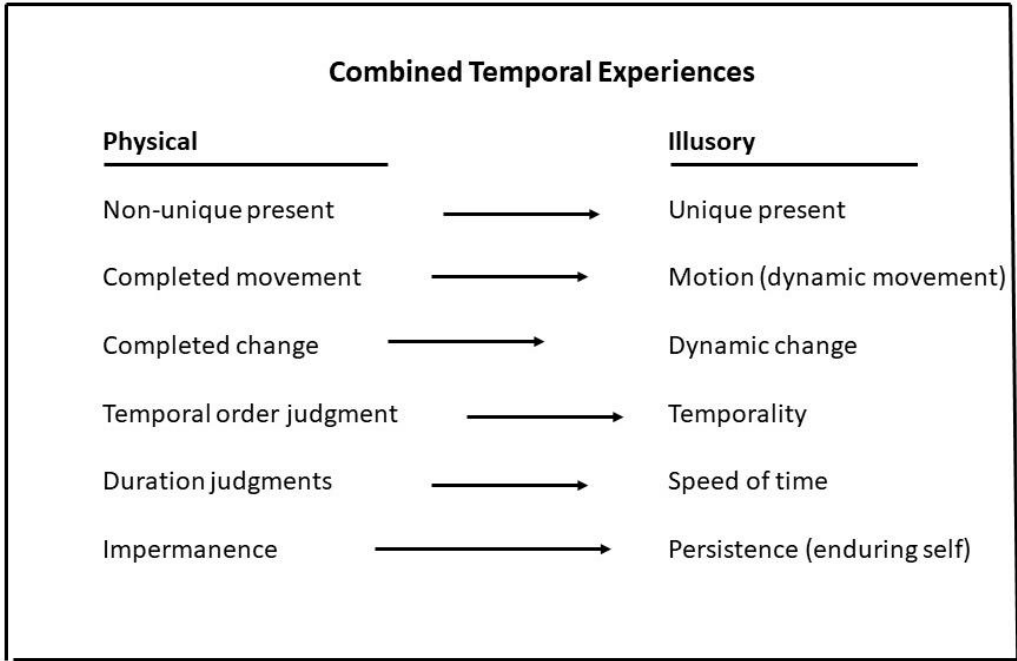 Combined Temporal Experiences
Physical Illusory
Non-unique present Unique present
Completed movement Motion (dynamic movement)
Completed change Dynamic change
Temporal order judgment Temporality
Duration judgments Speed of time
Impermanence Persistence (enduring self)